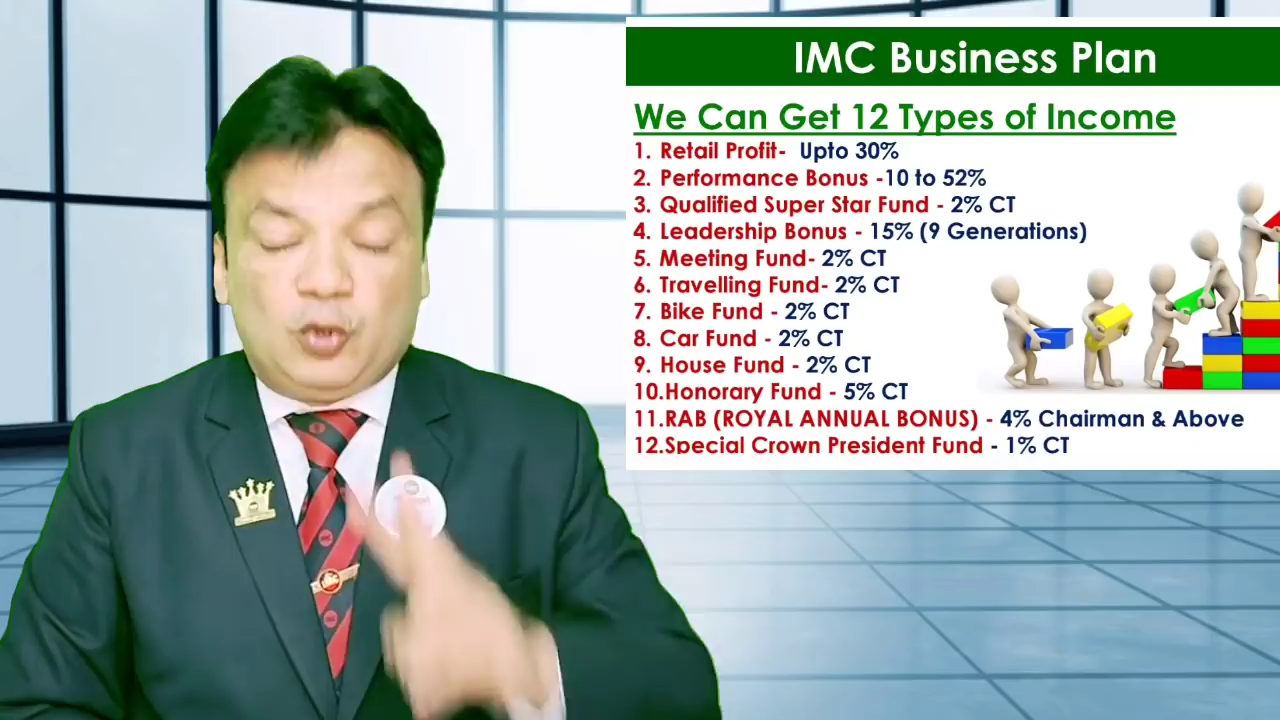 IMC Business Plan
We Can Get 12 Types of Income
1. Retail Profit- Upto 30%
2. Performance Bonus -10 to 52%
3. Qualified Super Star Fund - 2% CT
4. Leadership Bonus - 15% (9 Generations)
5. Meeting Fund- 2% CT
6. Travelling Fund- 2% CT
7. Bike Fund - 2% CT
8. Car Fund - 2% CT
9. House Fund - 2% CT
10.Honorary Fund - 5% CT
11.RAB (ROYAL ANNUAL BONUS) - 4% Chairman & Above
12.Special Crown President Fund - 1% CT
IMC